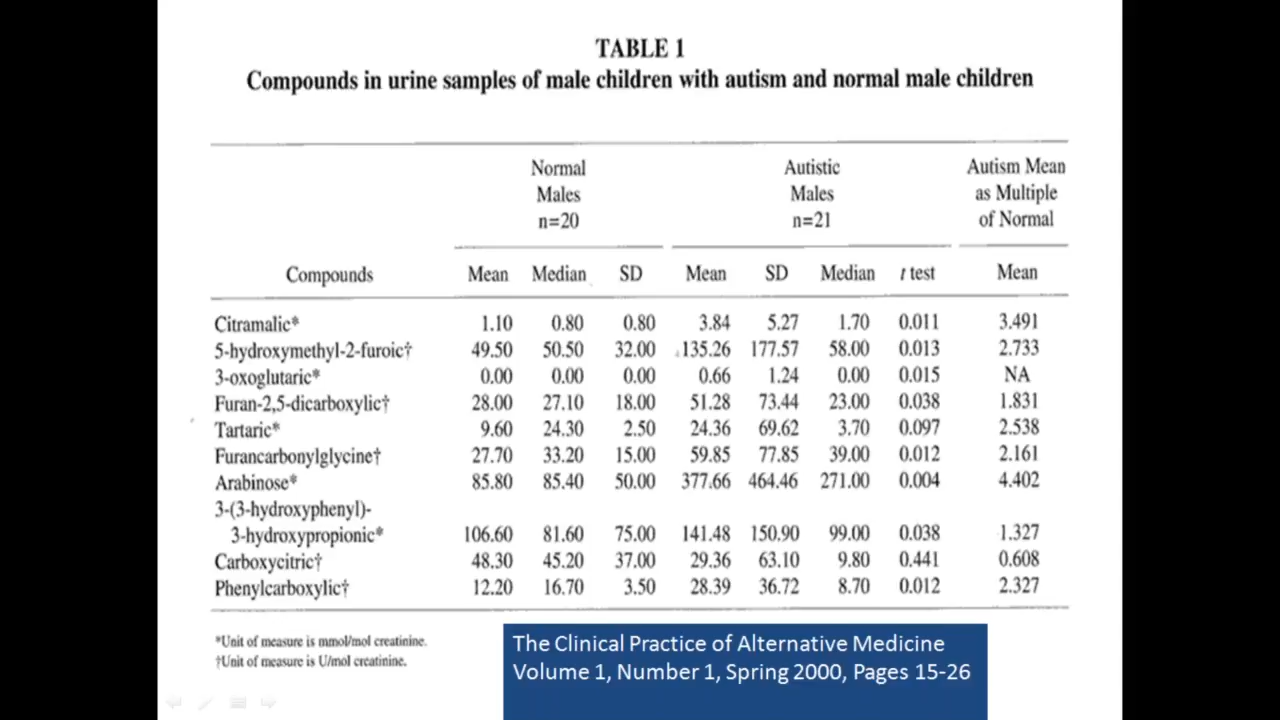 TABLE 1
Compounds in urine samples of male children with autism and normal male children
Normal Males n=20 Autistic Males n=21 Autism Mean as Multiple of Normal
Compounds Mean Median SD Mean SD Median t test Mean
Citramalic* 1.10 0.80 0.80 3.84 5.27 1.70 0.011 3.491
5-hydroxymethyl-2-furoic† 49.50 50.50 32.00 135.26 177.57 58.00 0.013 2.733
3-oxoglutaric* 0.00 0.00 0.00 0.66 1.24 0.00 0.015 NA
Furan-2,5-dicarboxylic† 28.00 27.10 18.00 51.28 73.44 23.00 0.038 1.831
Tartaric* 9.60 24.30 2.50 24.36 69.62 3.70 0.097 2.538
Furancarbonylglycine† 27.70 33.20 15.00 59.85 77.85 39.00 0.012 2.161
Arabinose* 85.80 85.40 50.00 377.66 464.46 271.00 0.004 4.402
3-(3-hydroxyphenyl)-
3-hydroxypropionic* 106.60 81.60 75.00 141.48 150.90 99.00 0.038 1.327
Carboxycitric† 48.30 45.20 37.00 29.36 63.10 9.80 0.441 0.608
Phenylcarboxylic† 12.20 16.70 3.50 28.39 36.72 8.70 0.012 2.327
*Unit of measure is mmol/mol creatinine.
†Unit of measure is U/mol creatinine.
The Clinical Practice of Alternative Medicine
Volume 1, Number 1, Spring 2000, Pages 15-26